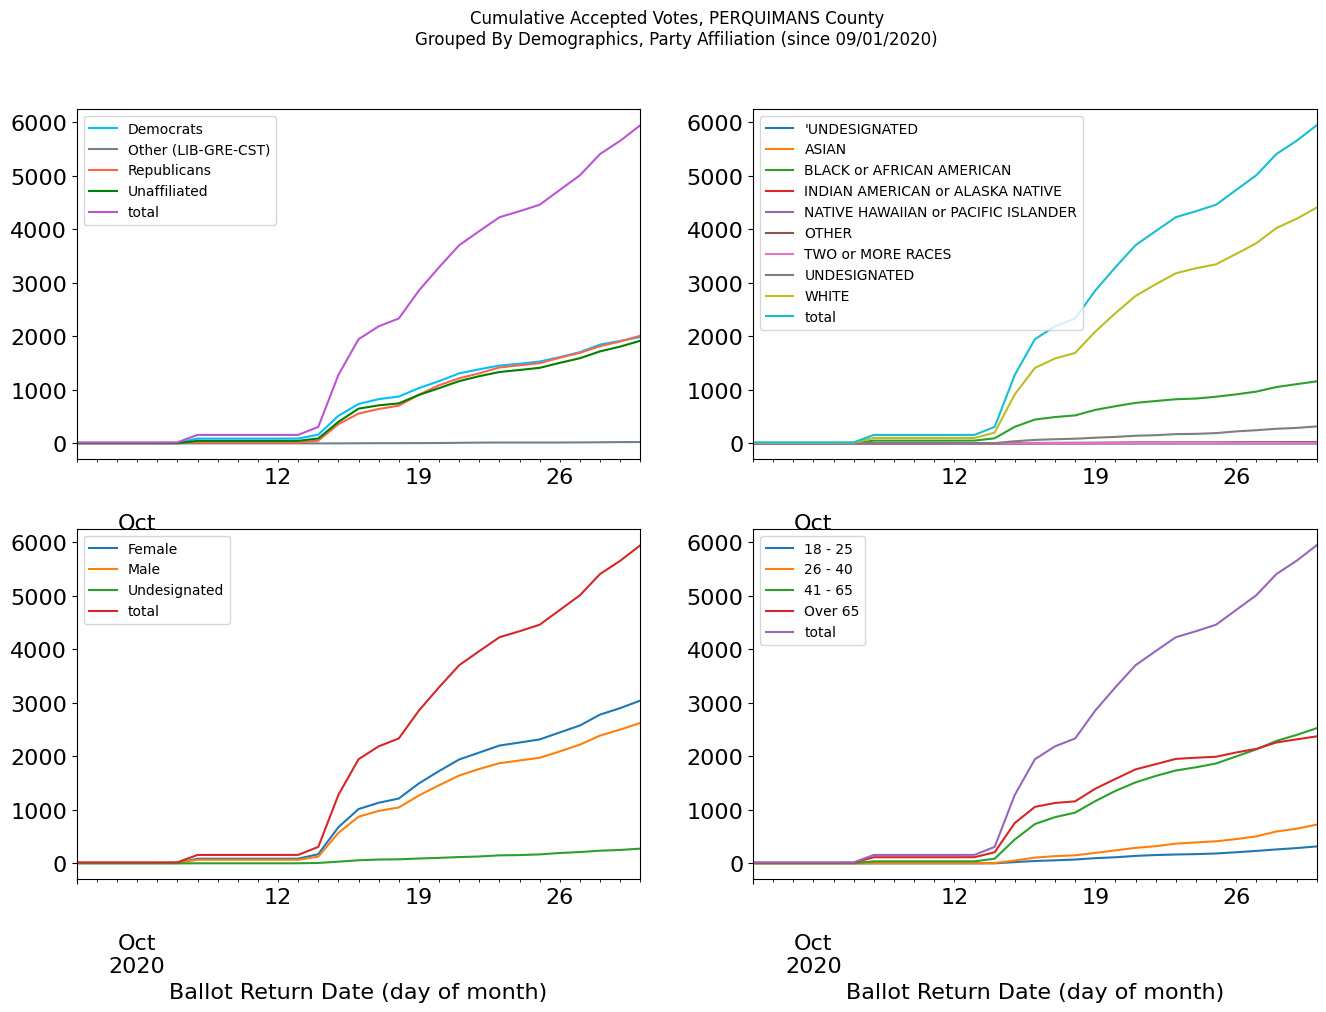 Cumulative Accepted Votes, PERQUIMANS County
Grouped By Demographics, Party Affiliation (since 09/01/2020)
6000
5000
4000
3000
2000
1000
0
Democrats
Other (LIB-GRE-CST)
Republicans
Unaffiliated
total
12
19
26
Oct
6000
5000
4000
3000
2000
1000
0
'UNDESIGNATED
ASIAN
BLACK or AFRICAN AMERICAN
INDIAN AMERICAN or ALASKA NATIVE
NATIVE HAWAIIAN or PACIFIC ISLANDER
OTHER
TWO or MORE RACES
UNDESIGNATED
WHITE
total
12
19
26
Oct
6000
5000
4000
3000
2000
1000
0
Female
Male
Undesignated
total
12
19
26
Oct
2020
Ballot Return Date (day of month)
6000
5000
4000
3000
2000
1000
0
18 - 25
26 - 40
41 - 65
Over 65
total
12
19
26
Oct
2020
Ballot Return Date (day of month)